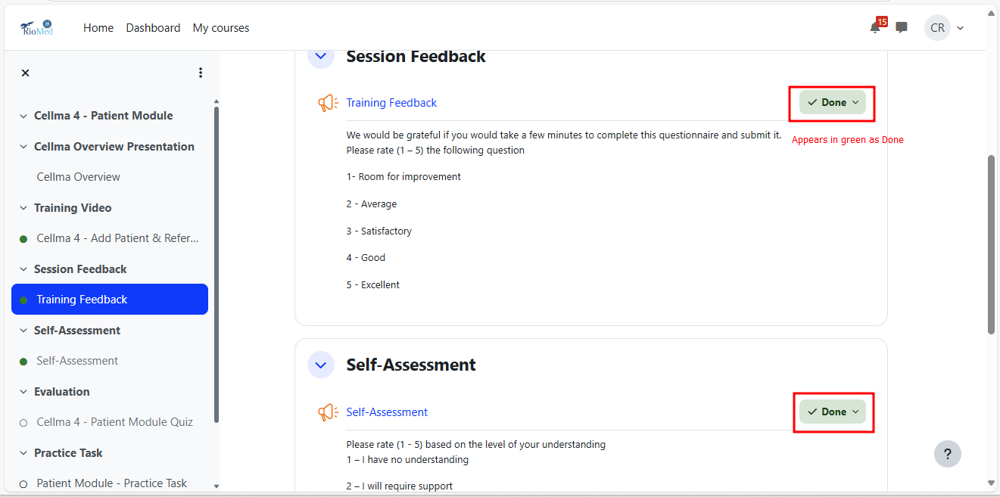 RioMed
25
Home
Dashboard
My courses
15
CR
Cellma 4 - Patient Module
Cellma Overview Presentation
Cellma Overview
Training Video
Cellma 4 - Add Patient & Refer...
Session Feedback
Training Feedback
Self-Assessment
Self-Assessment
Evaluation
Cellma 4 - Patient Module Quiz
Practice Task
Patient Module - Practice Task
Session Feedback
Training Feedback
Done
We would be grateful if you would take a few minutes to complete this questionnaire and submit it.
Appears in green as Done
Please rate (1 – 5) the following question
1- Room for improvement
2 - Average
3 - Satisfactory
4 - Good
5 - Excellent
Self-Assessment
Self-Assessment
Done
Please rate (1 - 5) based on the level of your understanding
1 – I have no understanding
2 – I will require support
?